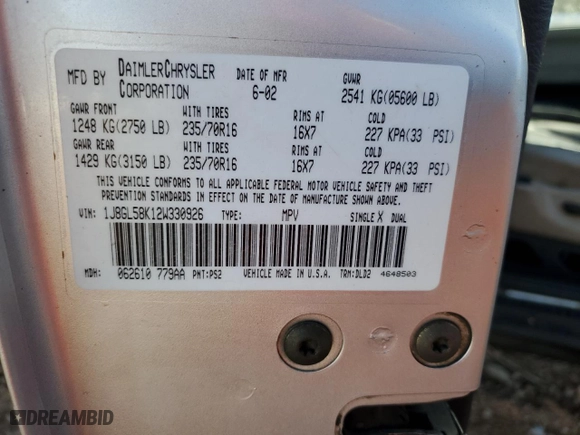 MFD BY DAIMLERCHRYSLER CORPORATION
DATE OF MFR 6-02
GVWR 2541 KG(05600 LB)
GAWR FRONT WITH TIRES RIMS AT COLD
1248 KG(2750 LB) 235/70R16 16X7 227 KPA(33 PSI)
GAWR REAR WITH TIRES RIMS AT COLD
1429 KG(3150 LB) 235/70R16 16X7 227 KPA(33 PSI)
THIS VEHICLE CONFORMS TO ALL APPLICABLE FEDERAL MOTOR VEHICLE SAFETY AND THEFT
PREVENTION STANDARDS IN EFFECT ON THE DATE OF MANUFACTURE SHOWN ABOVE.
VIN: 1J8GL58K12W330926 TYPE: MPV SINGLE X DUAL
MDH: 062610 779AA PNT:PS2 VEHICLE MADE IN U.S.A. TRM:DLD2 4648503
DREAMBID